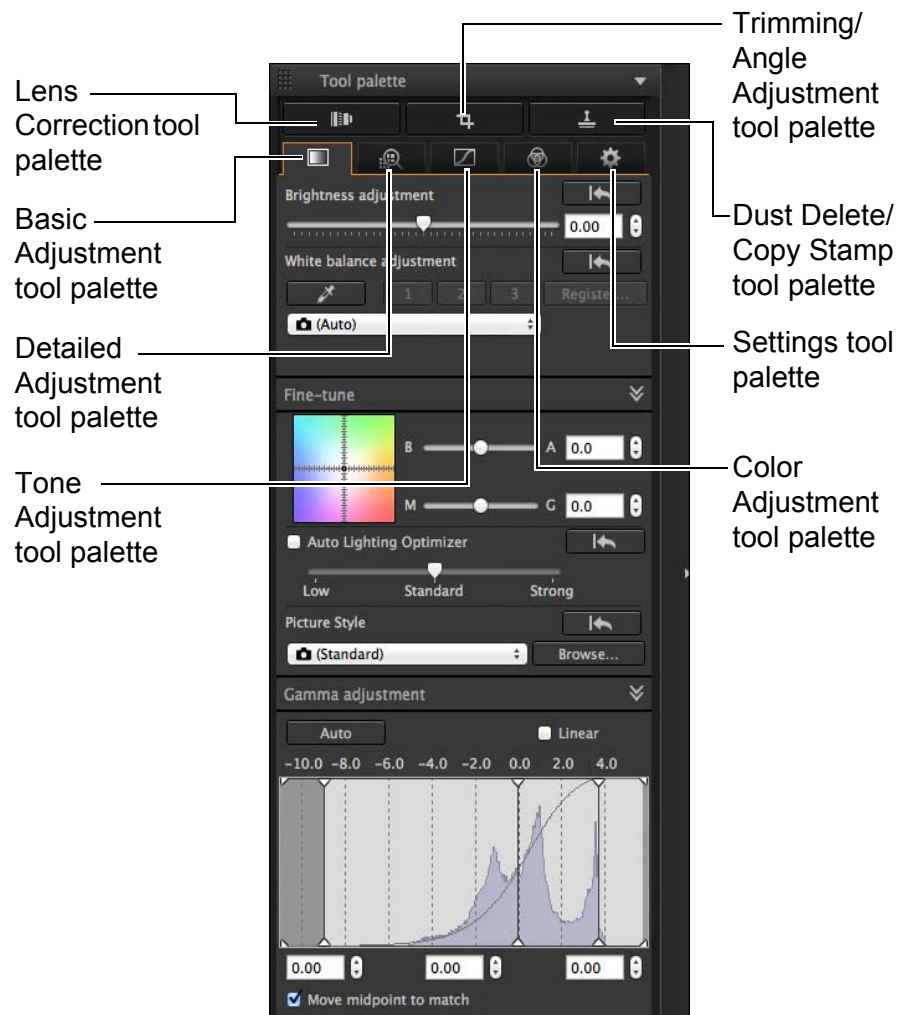 Trimming/
Angle
Adjustment
tool palette
Lens
Correction tool
palette
Basic
Adjustment
tool palette
Detailed
Adjustment
tool palette
Tone
Adjustment
tool palette
Dust Delete/
Copy Stamp
tool palette
Settings tool
palette
Color
Adjustment
tool palette
Tool palette
Brightness adjustment
0.00
White balance adjustment
1 2 3 Register...
(Auto)
Fine-tune
B A 0.0
M G 0.0
Auto Lighting Optimizer
Low Standard Strong
Picture Style
(Standard) Browse...
Gamma adjustment
Auto Linear
-10.0 -8.0 -6.0 -4.0 -2.0 0.0 2.0 4.0
0.00 0.00 0.00
Move midpoint to match